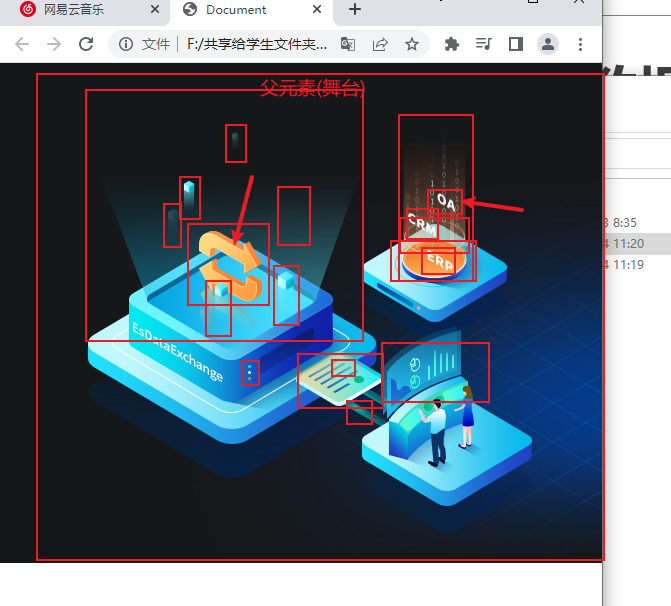 网易云音乐
Document
文件
F:/共享给学生文件夹...
父元素(舞台)
OA
CRM
ERP
EsDataExchange
8:35
4 11:20
4 11:19